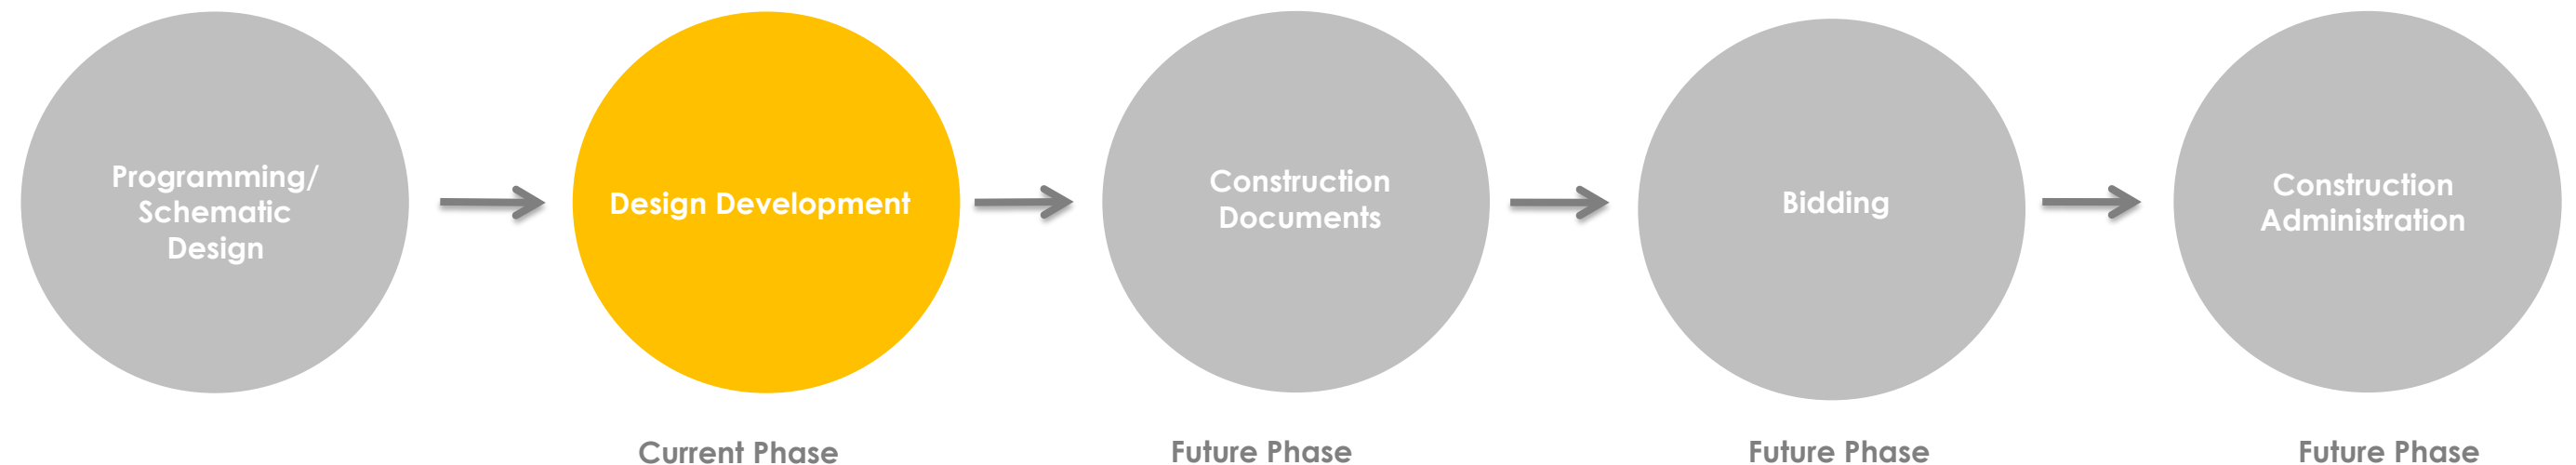 Programming/
Schematic
Design
Design Development
Construction
Documents
Bidding
Construction
Administration
Current Phase
Future Phase
Future Phase
Future Phase